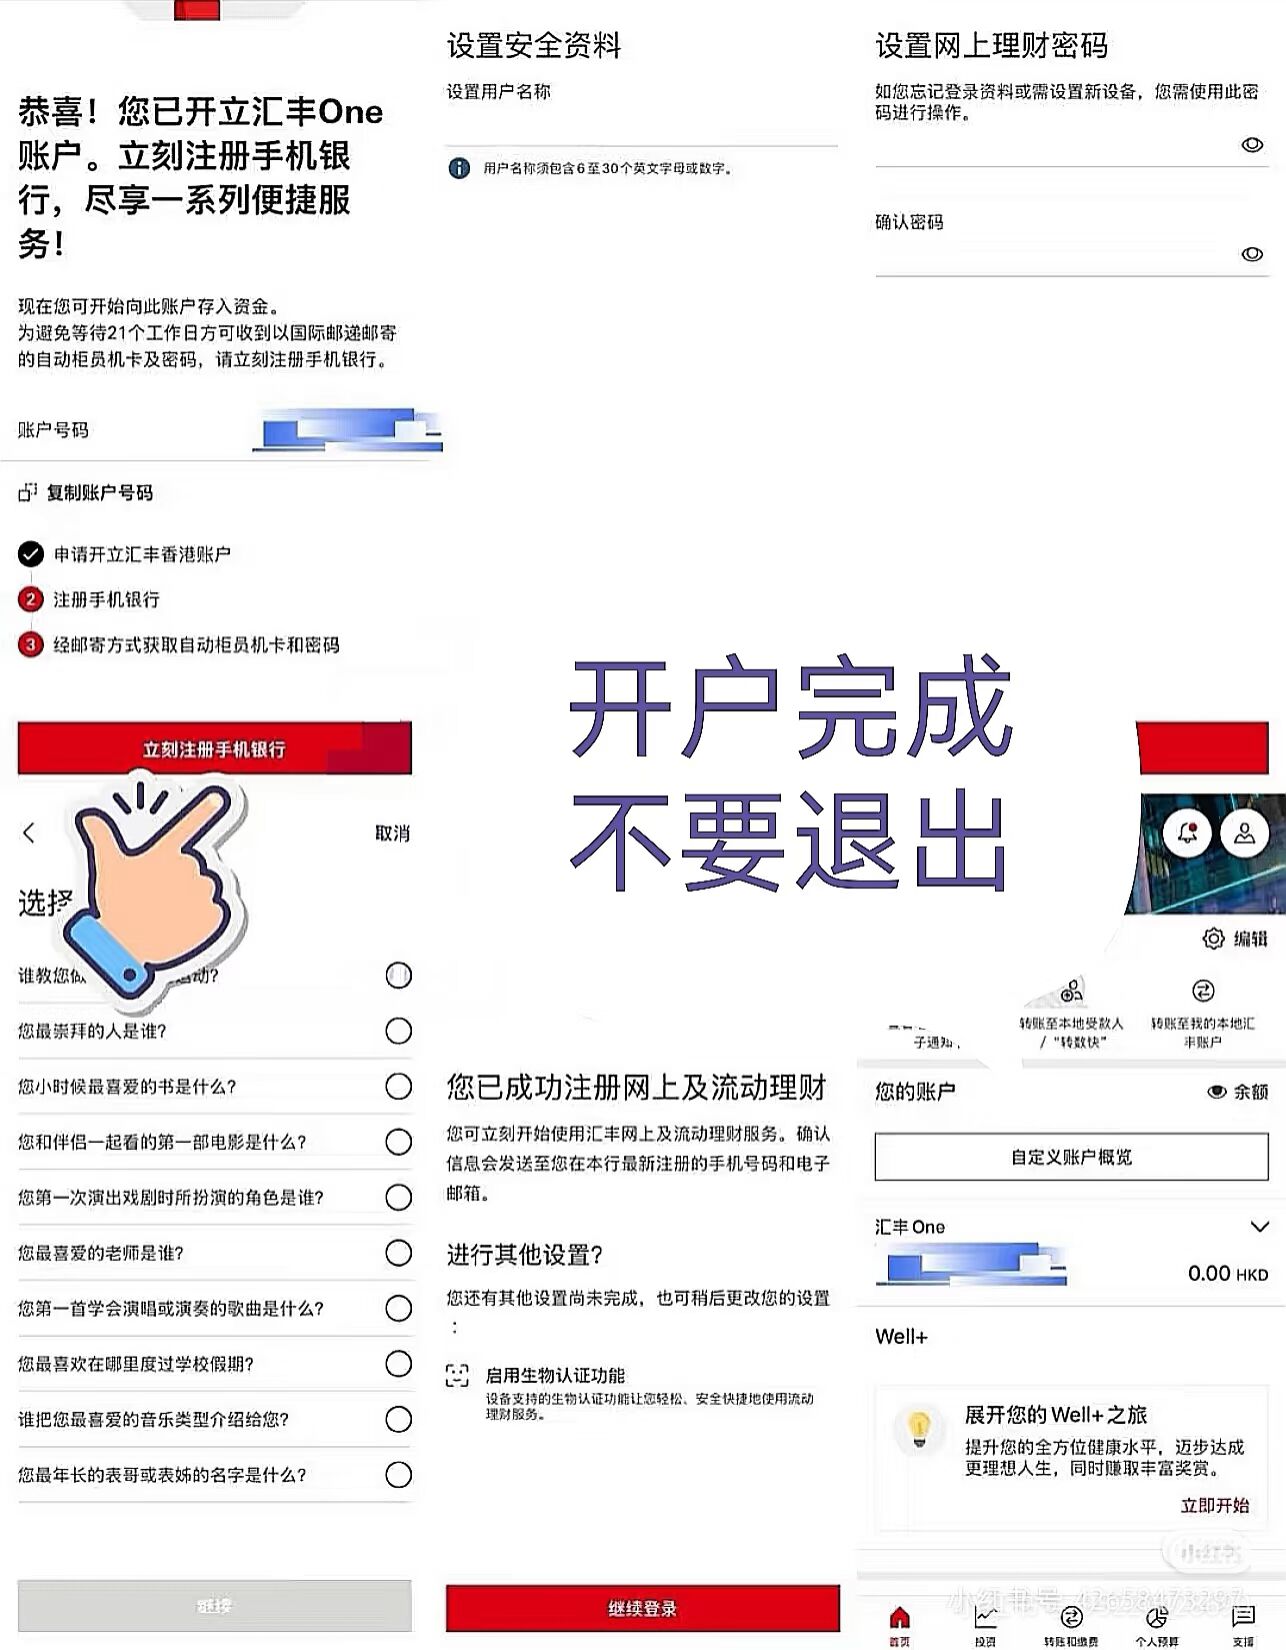 恭喜！您已开立汇丰One
账户。立刻注册手机银
行，尽享一系列便捷服
务！
现在您可开始向此账户存入资金。
为避免等待21个工作日方可收到以国际邮递邮寄
的自动柜员机卡及密码，请立刻注册手机银行。
账户号码
复制账户号码
申请开立汇丰香港账户
2 注册手机银行
3 经邮寄方式获取自动柜员机卡和密码
立刻注册手机银行
设置安全资料
设置用户名称
用户名称须包含6至30个英文字母或数字。
设置网上理财密码
如您忘记登录资料或需设置新设备，您需使用此密
码进行操作。
确认密码
开户完成
不要退出
取消
选择
谁教您做
动？
您最崇拜的人是谁？
您小时候最喜爱的书是什么？
您和伴侣一起看的第一部电影是什么？
您第一次演出戏剧时所扮演的角色是谁？
您最喜爱的老师是谁？
您第一首学会演唱或演奏的歌曲是什么？
您最喜欢在哪里度过学校假期？
谁把您最喜爱的音乐类型介绍给您？
您最年长的表哥或表姊的名字是什么？
您已成功注册网上及流动理财
您可立刻开始使用汇丰网上及流动理财服务。确认
信息会发送至您在本行最新注册的手机号码和电子
邮箱。
进行其他设置？
您还有其他设置尚未完成，也可稍后更改您的设置
：
启用生物认证功能
设备支持的生物认证功能让您轻松、安全快捷地使用流动
理财服务。
继续登录
编辑
子通知
转账至本地受款人
/“转数快”
转账至我的本地汇
丰账户
您的账户
余额
自定义账户概览
汇丰 One
0.00 HKD
Well+
展开您的 Well+ 之旅
提升您的全方位健康水平，迈步达成
更理想人生，同时赚取丰富奖赏。
立即开始
小红书
小红书号 42658473297
首页
投资
转账和缴费
个人预算
支援